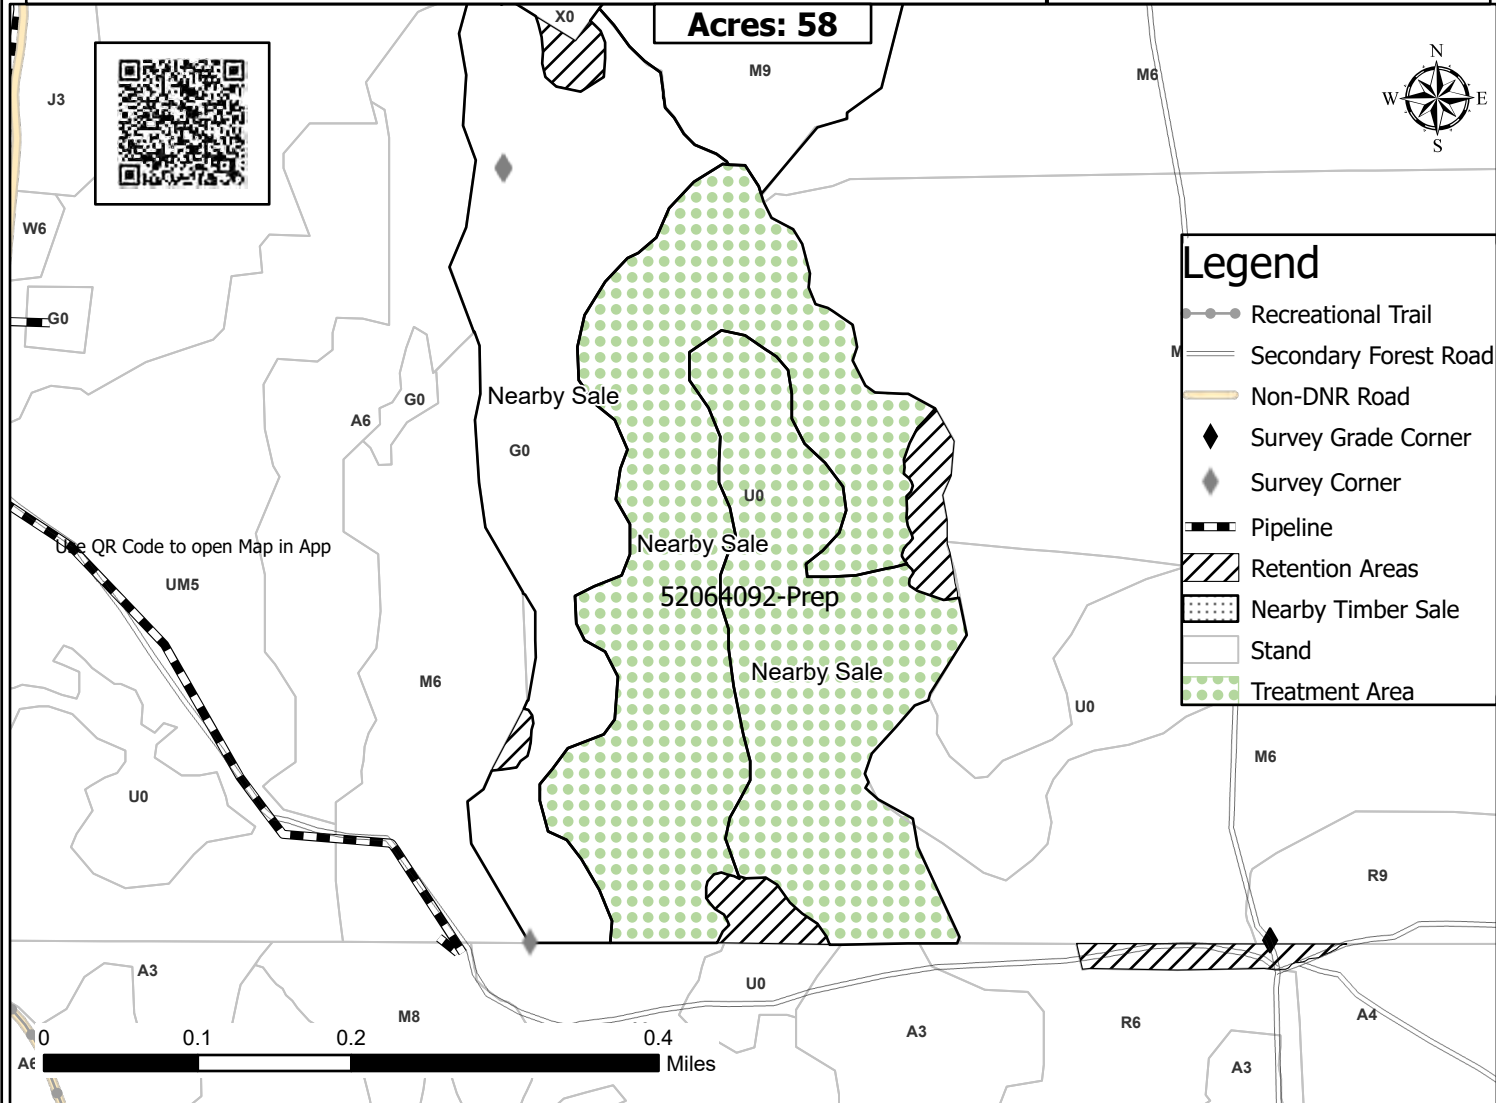 X0
Acres: 58
M9
M6
N
W
E
S
J3
W6
G0
Legend
Recreational Trail
Secondary Forest Road
Non-DNR Road
Survey Grade Corner
Survey Corner
Pipeline
Retention Areas
Nearby Timber Sale
Stand
Treatment Area
M
Nearby Sale
G0
A6
G0
U0
Nearby Sale
Use QR Code to open Map in App
UM5
52064092-Prep
Nearby Sale
M6
U0
M6
U0
R9
A3
U0
M8
A3
R6
A4
A3
A6
0 0.1 0.2 0.4
Miles